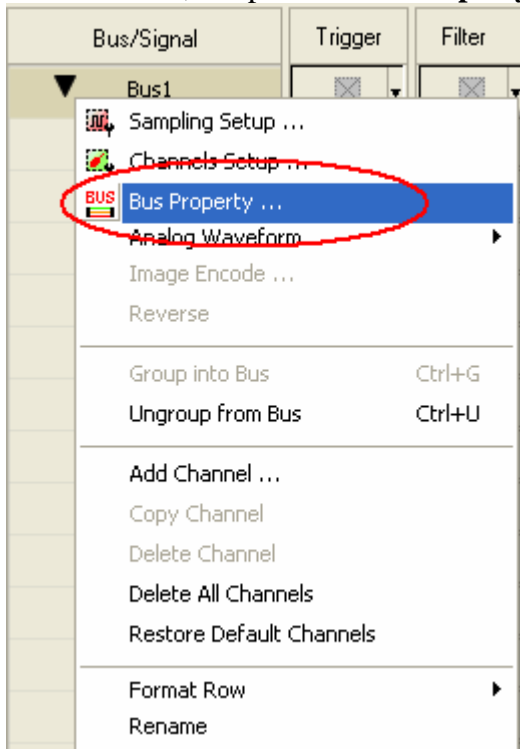 Bus/Signal Trigger Filter
Bus1
Sampling Setup ...
Channels Setup ...
BUS Bus Property ...
Analog Waveform
Image Encode ...
Reverse
Group into Bus Ctrl+G
Ungroup from Bus Ctrl+U
Add Channel ...
Copy Channel
Delete Channel
Delete All Channels
Restore Default Channels
Format Row
Rename